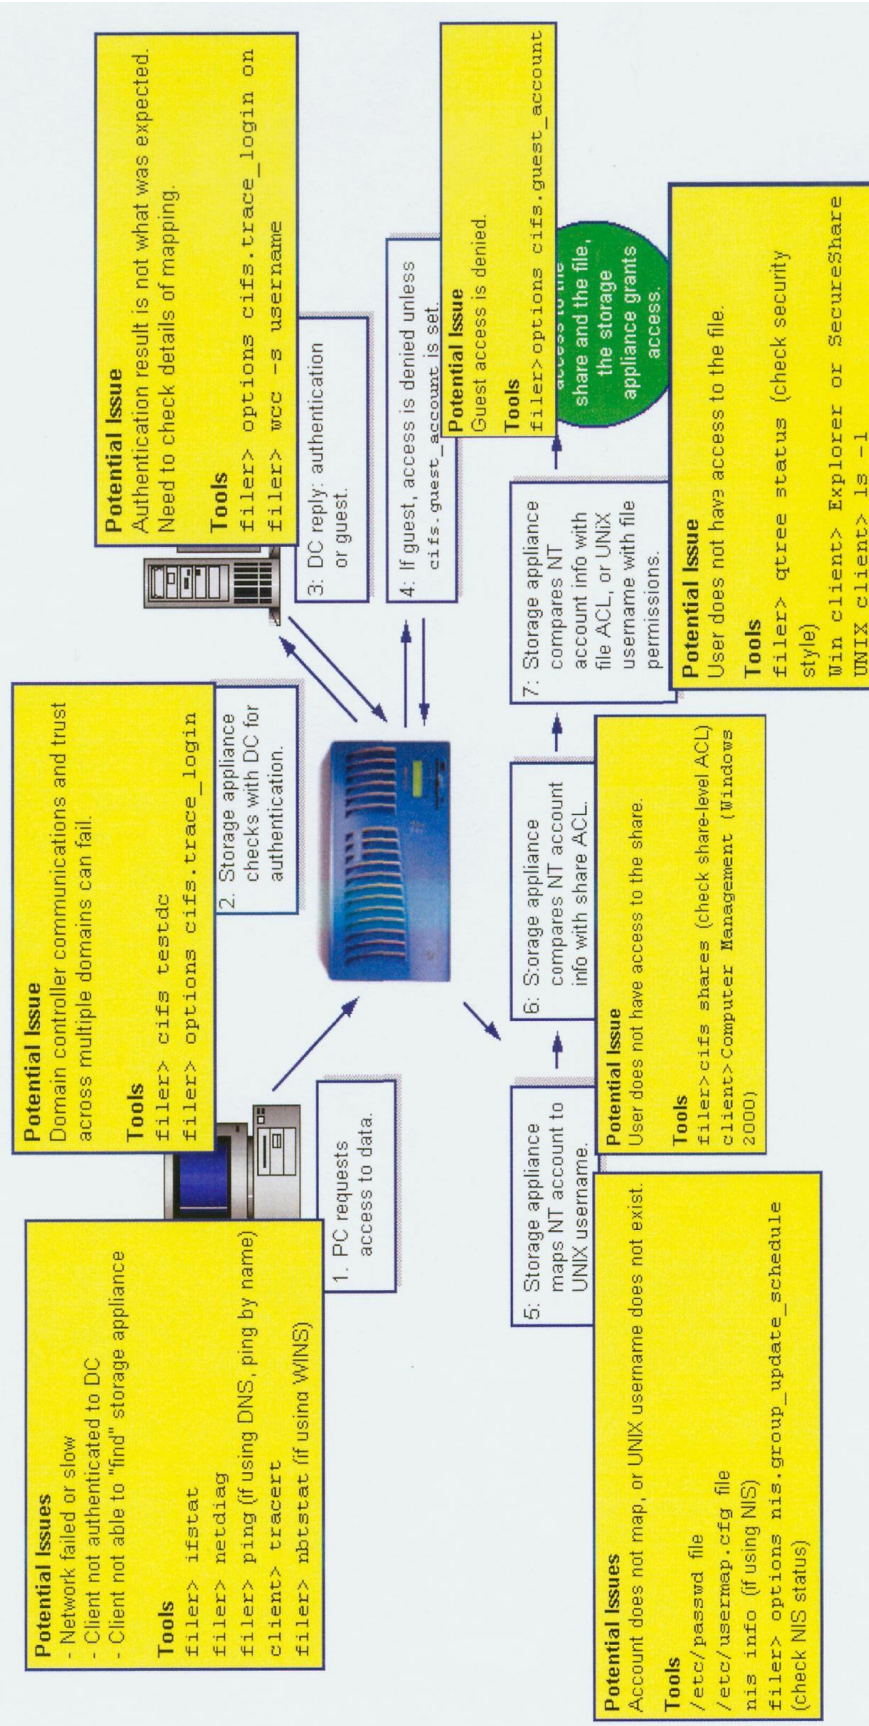 Potential Issues
- Network failed or slow
- Client not authenticated to DC
- Client not able to "find" storage appliance
Tools
filer> ifstat
filer> netdiag
filer> ping (if using DNS, ping by name)
client> tracert
filer> nbtstat (if using WINS)
1. PC requests
access to data.
Potential Issue
Domain controller communications and trust
across multiple domains can fail.
Tools
filer> cifs testdc
filer> options cifs.trace_login
2. Storage appliance
checks with DC for
authentication.
Potential Issue
Authentication result is not what was expected.
Need to check details of mapping.
Tools
filer> options cifs.trace_login on
filer> wcc -s username
3: DC reply: authentication
or guest.
4: If guest, access is denied unless
cifs.guest_account is set.
Potential Issue
Guest access is denied.
Tools
filer>options cifs.guest_account
5: Storage appliance
maps NT account to
UNIX username.
Potential Issues
Account does not map, or UNIX username does not exist.
Tools
/etc/passwd file
/etc/usermap.cfg file
nis info (if using NIS)
filer> options nis.group_update_schedule
(check NIS status)
6: Storage appliance
compares NT account
info with share ACL.
Potential Issue
User does not have access to the share.
Tools
filer>cifs shares (check share-level ACL)
client>Computer Management (Windows
2000)
7: Storage appliance
compares NT
account info with
file ACL, or UNIX
username with file
permissions.
Potential Issue
User does not have access to the file.
Tools
filer> qtree status (check security
style)
Win client> Explorer or SecureShare
UNIX client> ls -l
access to the
share and the file,
the storage
appliance grants
access.